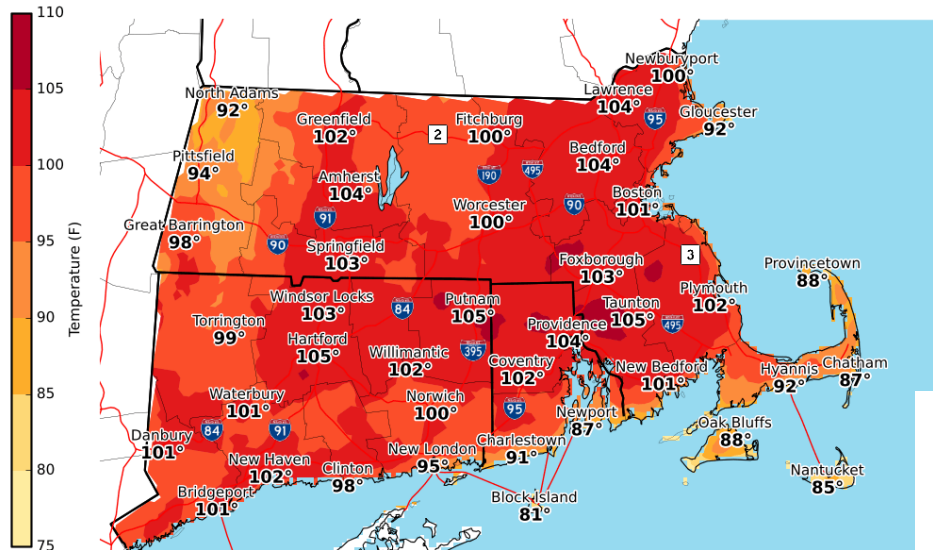 110
105
100
95
90
85
80
75
Temperature (F)
Newburyport
100°
North Adams
92°
Lawrence
104°
Greenfield
102°
2
Fitchburg
100°
95
Gloucester
92°
Pittsfield
94°
Bedford
104°
Amherst
104°
190
495
Boston
101°
Great Barrington
98°
91
Worcester
100°
90
90
Springfield
103°
Foxborough
103°
3
Provincetown
88°
Windsor Locks
103°
84
Putnam
105°
Taunton
105°
Plymouth
102°
Torrington
99°
Hartford
105°
Providence
104°
495
Willimantic
102°
395
Coventry
102°
New Bedford
101°
Hyannis
92°
Chatham
87°
Waterbury
101°
Norwich
100°
95
Newport
87°
Oak Bluffs
88°
Danbury
101°
84
91
New London
95°
Charlestown
91°
New Haven
102°
Clinton
98°
Nantucket
85°
Bridgeport
101°
Block Island
81°